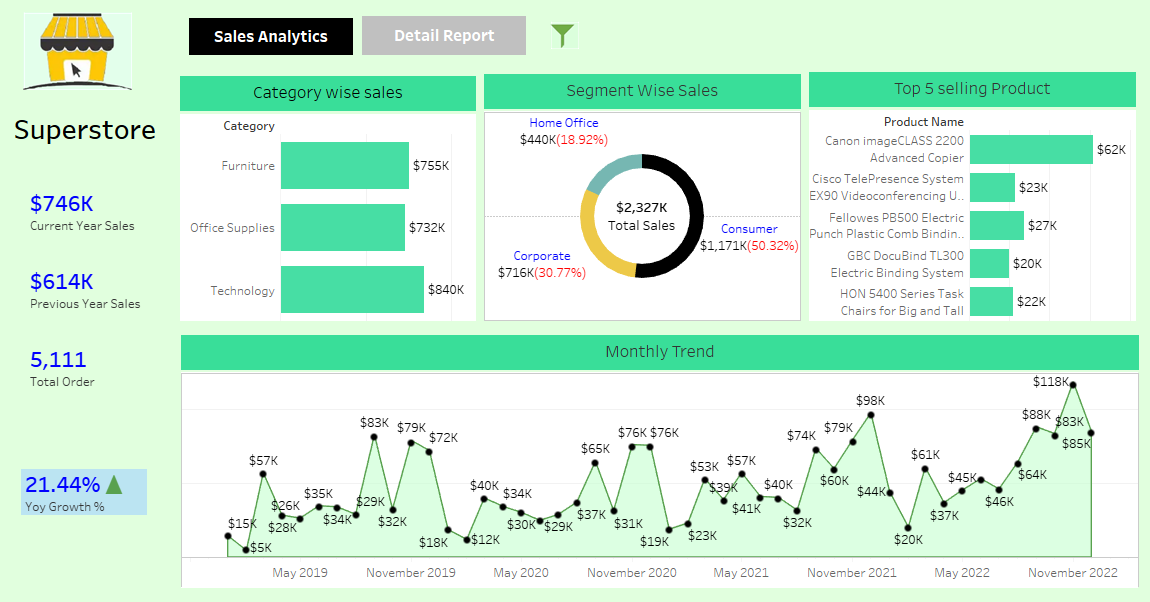 Sales Analytics
Detail Report
Superstore
$746K
Current Year Sales
$614K
Previous Year Sales
5,111
Total Order
21.44%
Yoy Growth %
Category wise sales
Category
Furniture
$755K
Office Supplies
$732K
Technology
$840K
Segment Wise Sales
Home Office
$440K(18.92%)
$2,327K
Total Sales
Consumer
$1,171K(50.32%)
Corporate
$716K(30.77%)
Top 5 selling Product
Product Name
Canon imageCLASS 2200
Advanced Copier
$62K
Cisco TelePresence System
EX90 Videoconferencing U..
$23K
Fellowes PB500 Electric
Punch Plastic Comb Bindin..
$27K
GBC DocuBind TL300
Electric Binding System
$20K
HON 5400 Series Task
Chairs for Big and Tall
$22K
Monthly Trend
$15K
$5K
$57K
$26K
$28K
$35K
$34K
$29K
$83K
$32K
$79K
$72K
$18K
$12K
$40K
$34K
$30K
$29K
$37K
$65K
$31K
$76K
$76K
$19K
$23K
$53K
$39K
$57K
$41K
$40K
$32K
$74K
$60K
$79K
$98K
$44K
$20K
$61K
$37K
$45K
$46K
$64K
$88K
$83K
$118K
$85K
May 2019
November 2019
May 2020
November 2020
May 2021
November 2021
May 2022
November 2022